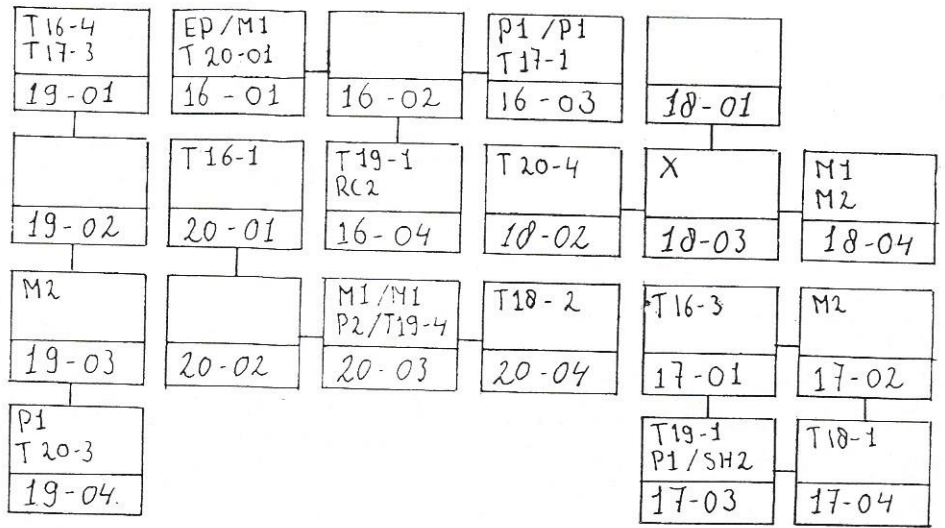 T16-4
T17-3
19-01
EP/M1
T20-01
16-01
16-02
P1/P1
T17-1
16-03
18-01
19-02
T16-1
20-01
T19-1
RC2
16-04
T20-4
18-02
X
18-03
M1
M2
18-04
M2
19-03
20-02
M1/M1
P2/T19-4
20-03
T18-2
20-04
T16-3
17-01
M2
17-02
P1
T20-3
19-04.
T19-1
P1/SH2
17-03
T18-1
17-04